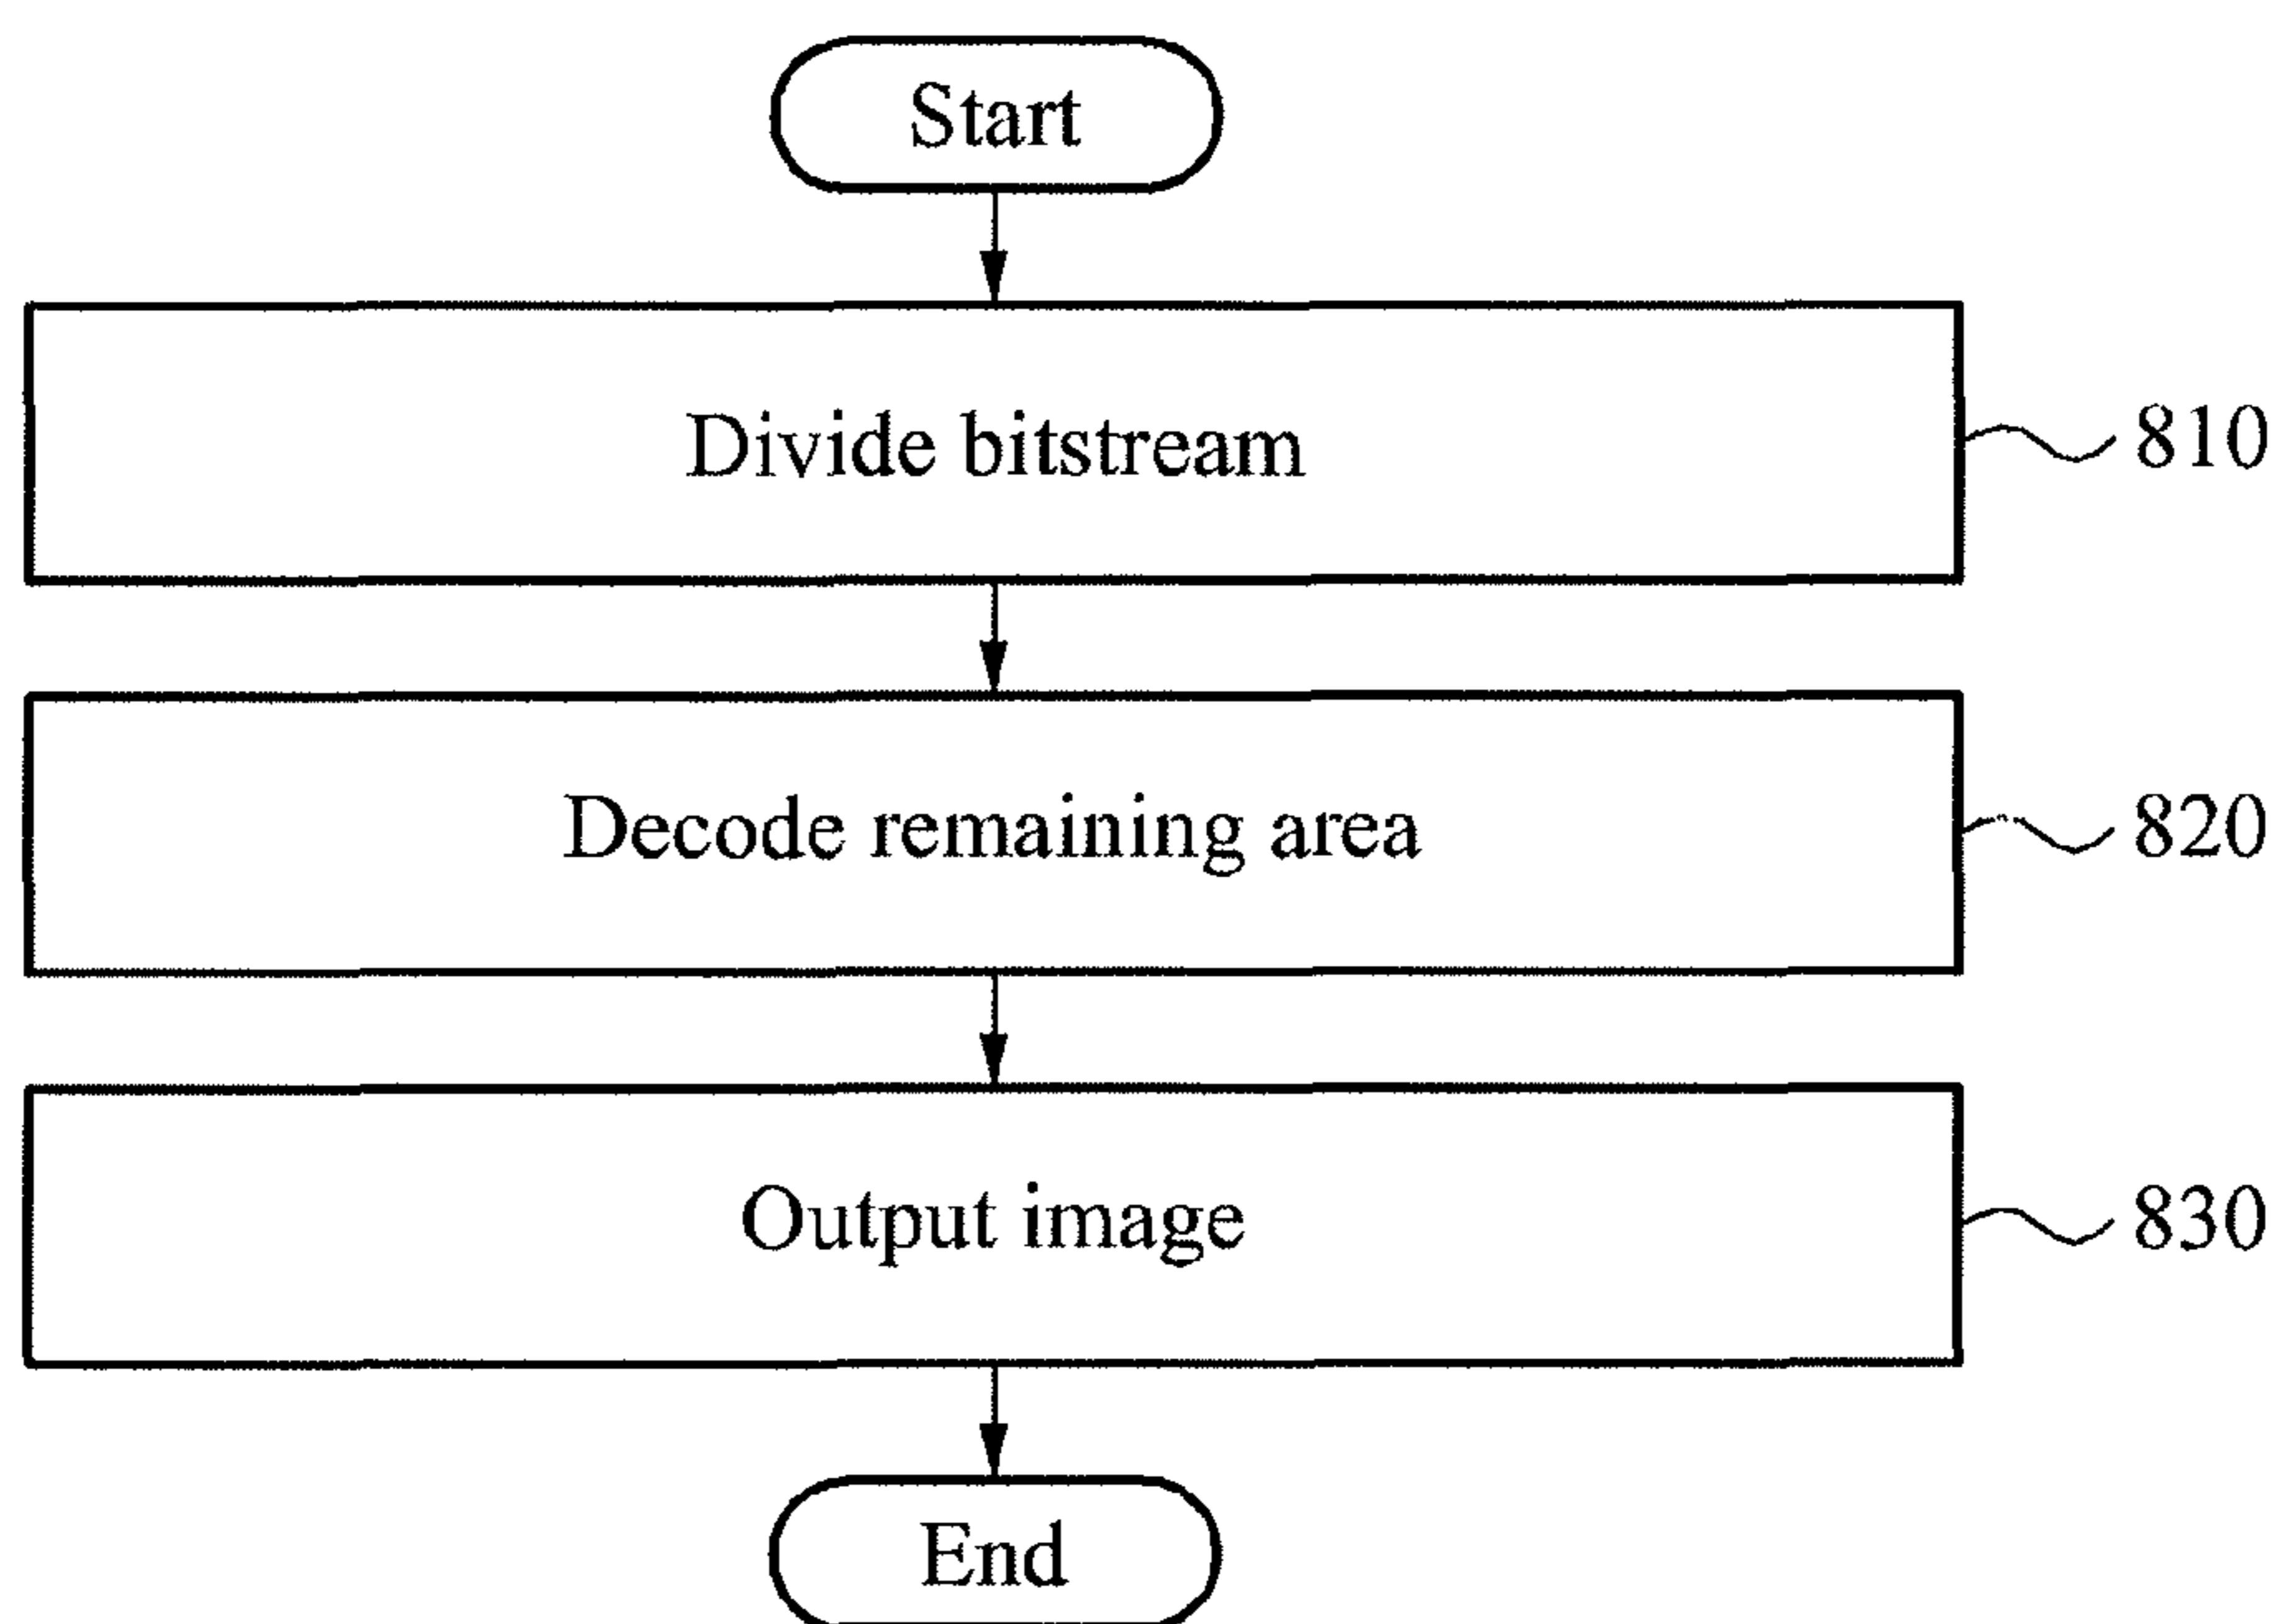 Start
Divide bitstream 810
Decode remaining area 820
Output image 830
End